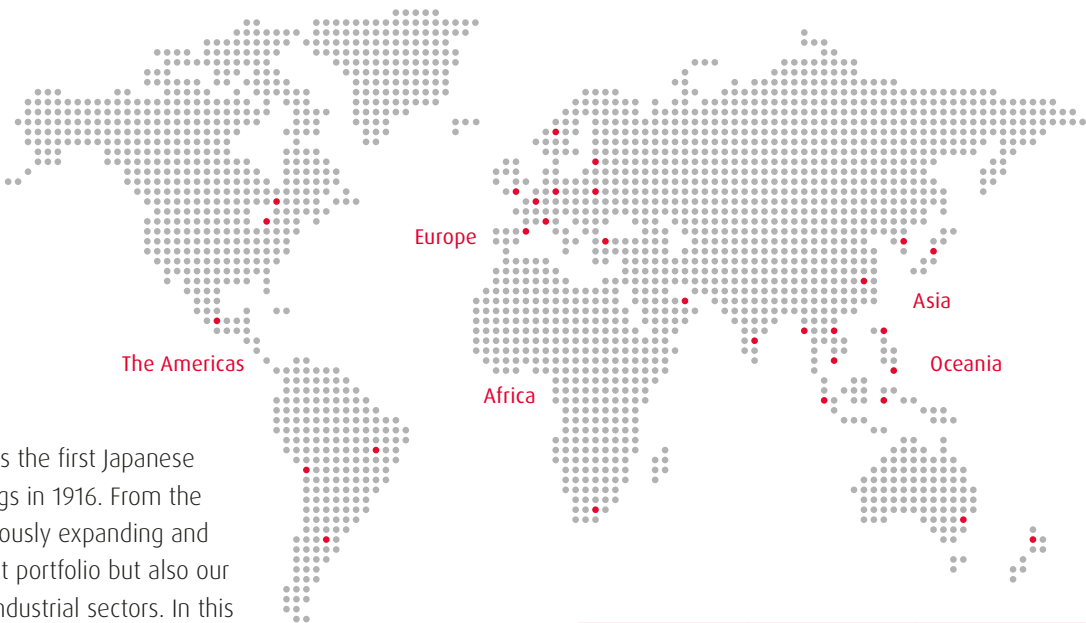 Europe
Asia
The Americas
Oceania
Africa
s the first Japanese
gs in 1916. From the
ously expanding and
t portfolio but also our
ndustrial sectors. In this